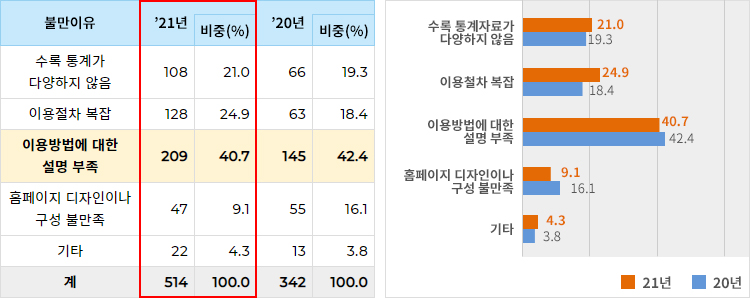 불만이유 ’21년 비중(%) ’20년 비중(%)
수록 통계가
다양하지 않음 108 21.0 66 19.3
이용절차 복잡 128 24.9 63 18.4
이용방법에 대한
설명 부족 209 40.7 145 42.4
홈페이지 디자인이나
구성 불만족 47 9.1 55 16.1
기타 22 4.3 13 3.8
계 514 100.0 342 100.0
수록 통계자료가
다양하지 않음
21.0
19.3
이용철차 복잡
24.9
18.4
이용방법에 대한
설명 부족
40.7
42.4
홈페이지 디자인이나
구성 불만족
9.1
16.1
기타
4.3
3.8
21년 20년